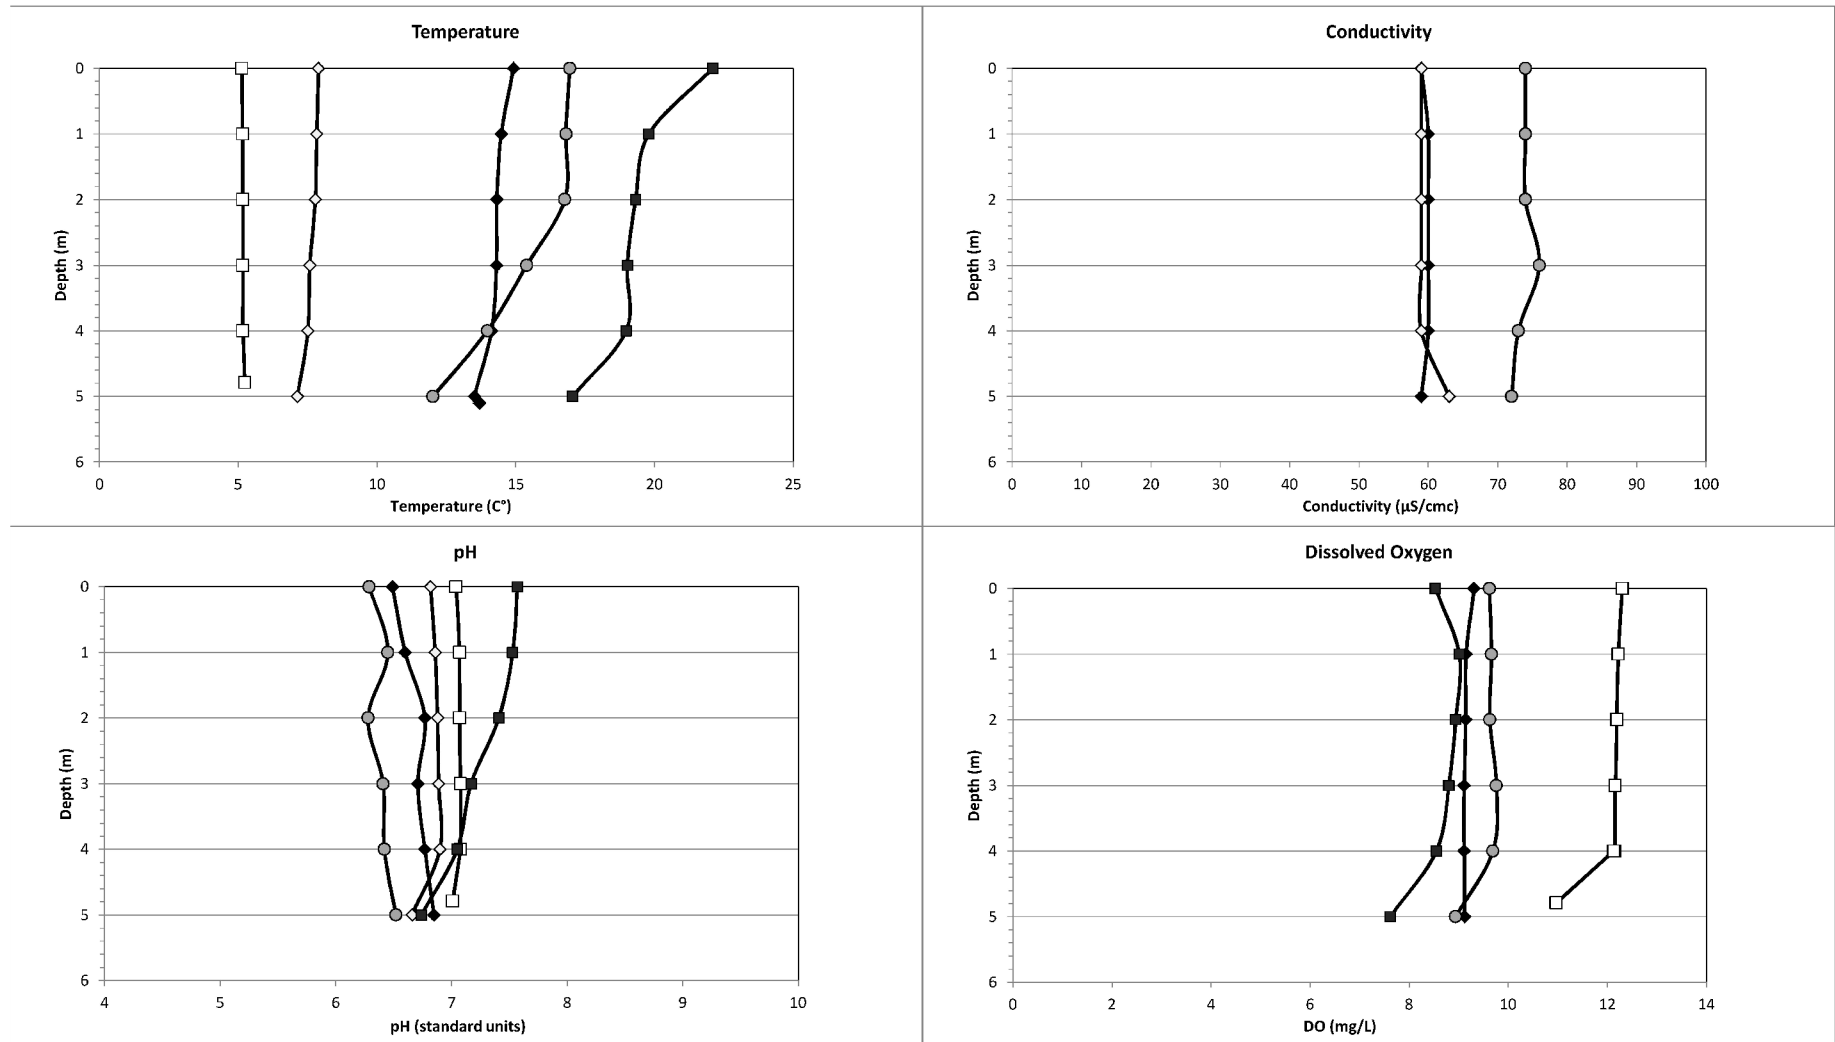 Temperature
0
1
2
3
4
5
6
Depth (m)
0 5 10 15 20 25
Temperature (C°)
Conductivity
0
1
2
3
4
5
6
Depth (m)
0 10 20 30 40 50 60 70 80 90 100
Conductivity (µS/cmc)
pH
0
1
2
3
4
5
6
Depth (m)
4 5 6 7 8 9 10
pH (standard units)
Dissolved Oxygen
0
1
2
3
4
5
6
Depth (m)
0 2 4 6 8 10 12 14
DO (mg/L)